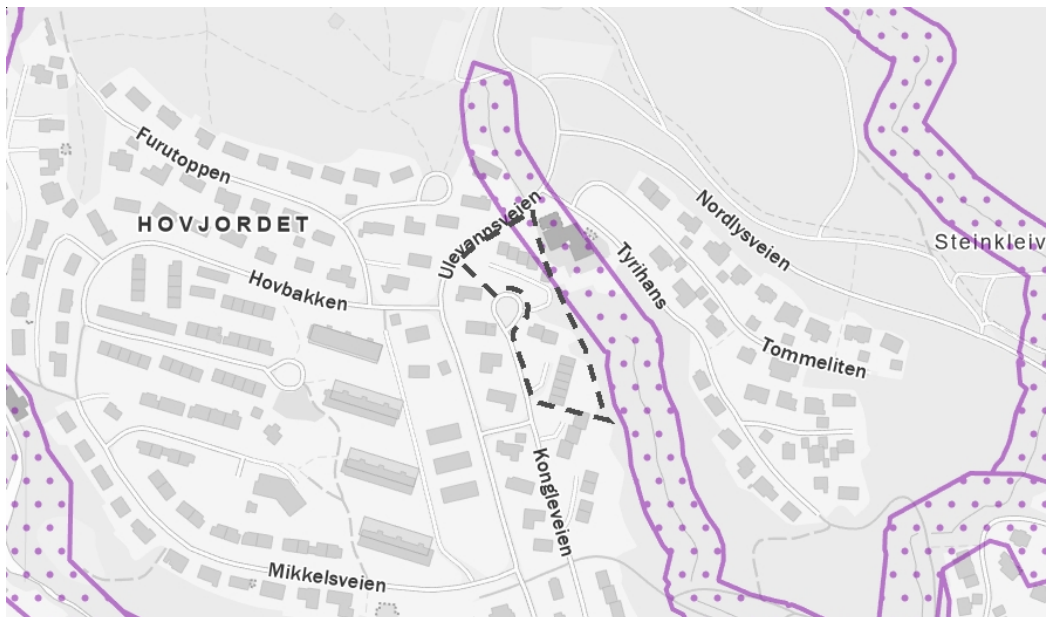 Furutoppen
HOVJORDET
Hovbakken
Ulevannsveien
Nordlysveien
Steinkleiv
Tyrihans
Tommeliten
Kongleveien
Mikkelsveien